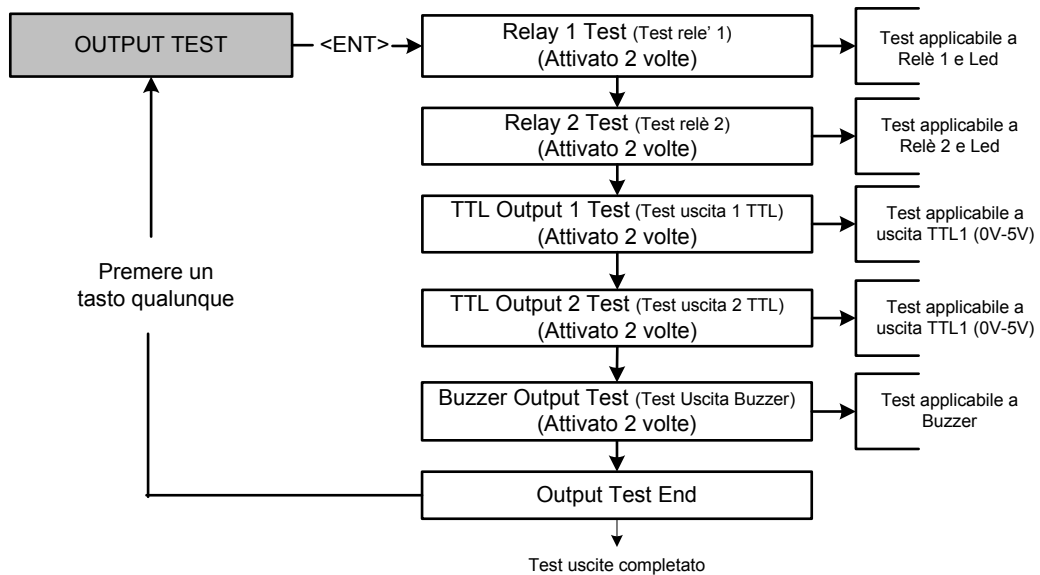 OUTPUT TEST
<ENT>
Relay 1 Test (Test rele' 1)
(Attivato 2 volte)
Test applicabile a
Relè 1 e Led
Relay 2 Test (Test relè 2)
(Attivato 2 volte)
Test applicabile a
Relè 2 e Led
TTL Output 1 Test (Test uscita 1 TTL)
(Attivato 2 volte)
Test applicabile a
uscita TTL1 (0V-5V)
Premere un
tasto qualunque
TTL Output 2 Test (Test uscita 2 TTL)
(Attivato 2 volte)
Test applicabile a
uscita TTL1 (0V-5V)
Buzzer Output Test (Test Uscita Buzzer)
(Attivato 2 volte)
Test applicabile a
Buzzer
Output Test End
Test uscite completato